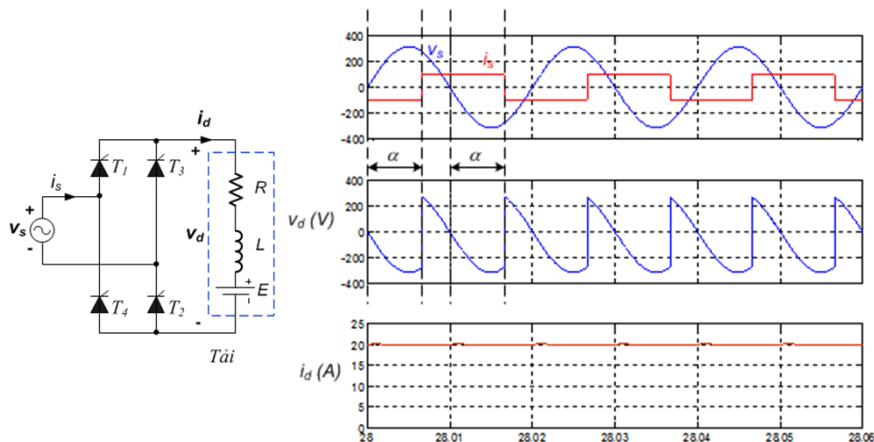 i_d
+
T_1
T_3
i_s
R
+
v_s
-
v_d
L
+
E
-
T_4
T_2
-
Tải
400
200
0
-200
-400
v_s
i_s
α
α
v_d (V)
400
200
0
-200
-400
i_d (A)
25
20
15
10
5
0
28
28.01
28.02
28.03
28.04
28.05
28.06